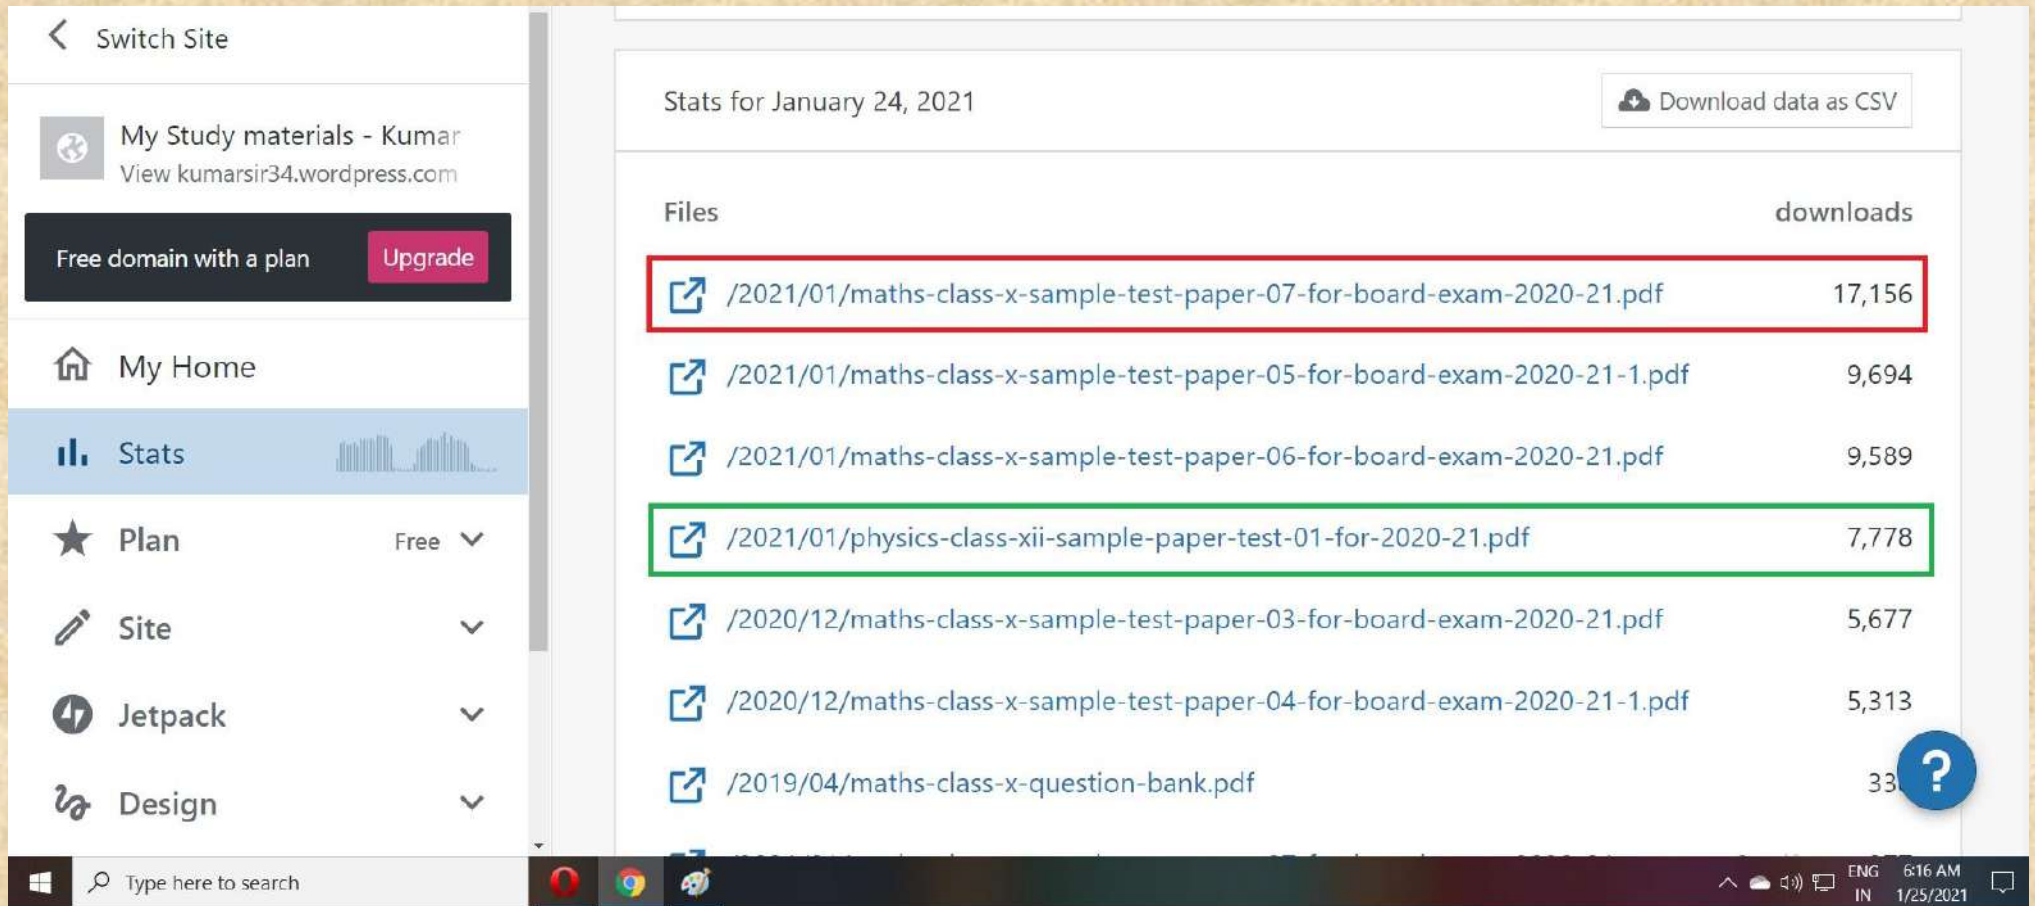 Switch Site
My Study materials - Kumar
View kumarsir34.wordpress.com
Free domain with a plan
Upgrade
My Home
Stats
Plan
Free
Site
Jetpack
Design
Stats for January 24, 2021
Download data as CSV
Files
downloads
/2021/01/maths-class-x-sample-test-paper-07-for-board-exam-2020-21.pdf 17,156
/2021/01/maths-class-x-sample-test-paper-05-for-board-exam-2020-21-1.pdf 9,694
/2021/01/maths-class-x-sample-test-paper-06-for-board-exam-2020-21.pdf 9,589
/2021/01/physics-class-xii-sample-paper-test-01-for-2020-21.pdf 7,778
/2020/12/maths-class-x-sample-test-paper-03-for-board-exam-2020-21.pdf 5,677
/2020/12/maths-class-x-sample-test-paper-04-for-board-exam-2020-21-1.pdf 5,313
/2019/04/maths-class-x-question-bank.pdf
?
Type here to search
ENG
IN
6:16 AM
1/25/2021